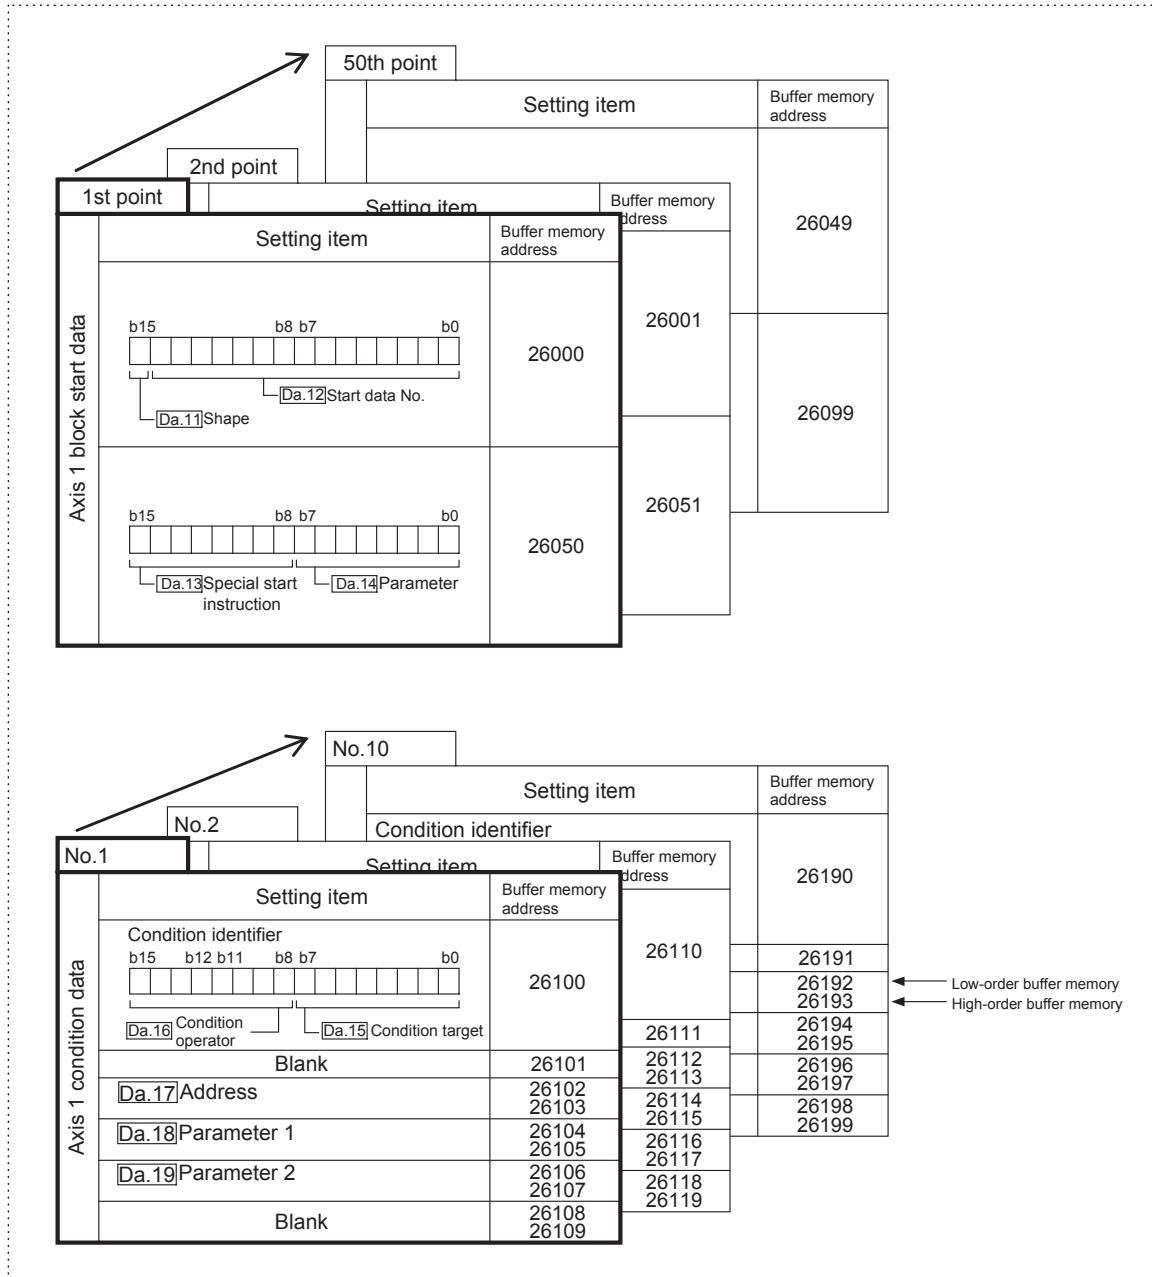 50th point
Setting item
Buffer memory
address
26049
26099
2nd point
Setting item
Buffer memory
address
26001
26051
1st point
Axis 1 block start data
Setting item
Buffer memory
address
b15 b8 b7 b0
Da.12 Start data No.
Da.11 Shape
26000
b15 b8 b7 b0
Da.13 Special start
instruction
Da.14 Parameter
26050
No.10
Setting item
Buffer memory
address
Condition identifier
26190
26191
26192
26193
Low-order buffer memory
High-order buffer memory
26194
26195
26196
26197
26198
26199
No.2
Setting item
Buffer memory
address
26110
26111
26112
26113
26114
26115
26116
26117
26118
26119
No.1
Axis 1 condition data
Setting item
Buffer memory
address
Condition identifier
b15 b12 b11 b8 b7 b0
Da.16 Condition
operator
Da.15 Condition target
26100
Blank
26101
Da.17 Address
26102
26103
Da.18 Parameter 1
26104
26105
Da.19 Parameter 2
26106
26107
Blank
26108
26109